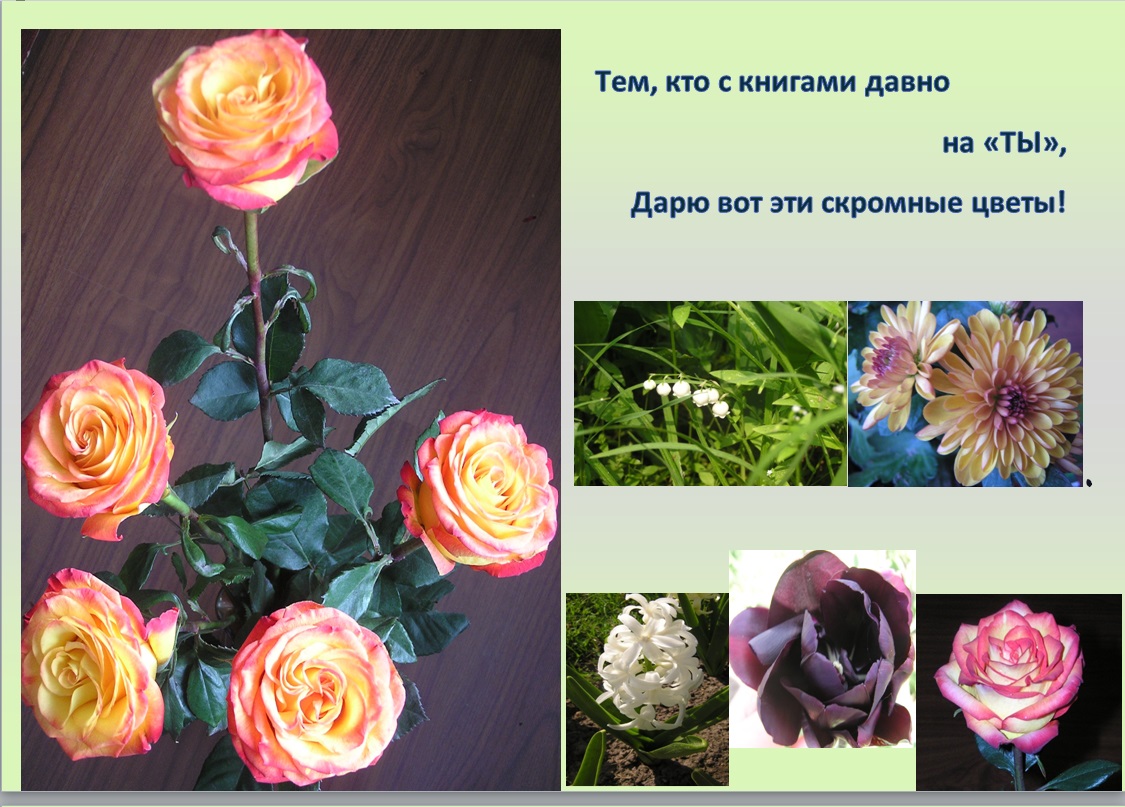 Тем, кто с книгами давно
на «ТЫ»,
Дарю вот эти скромные цветы!